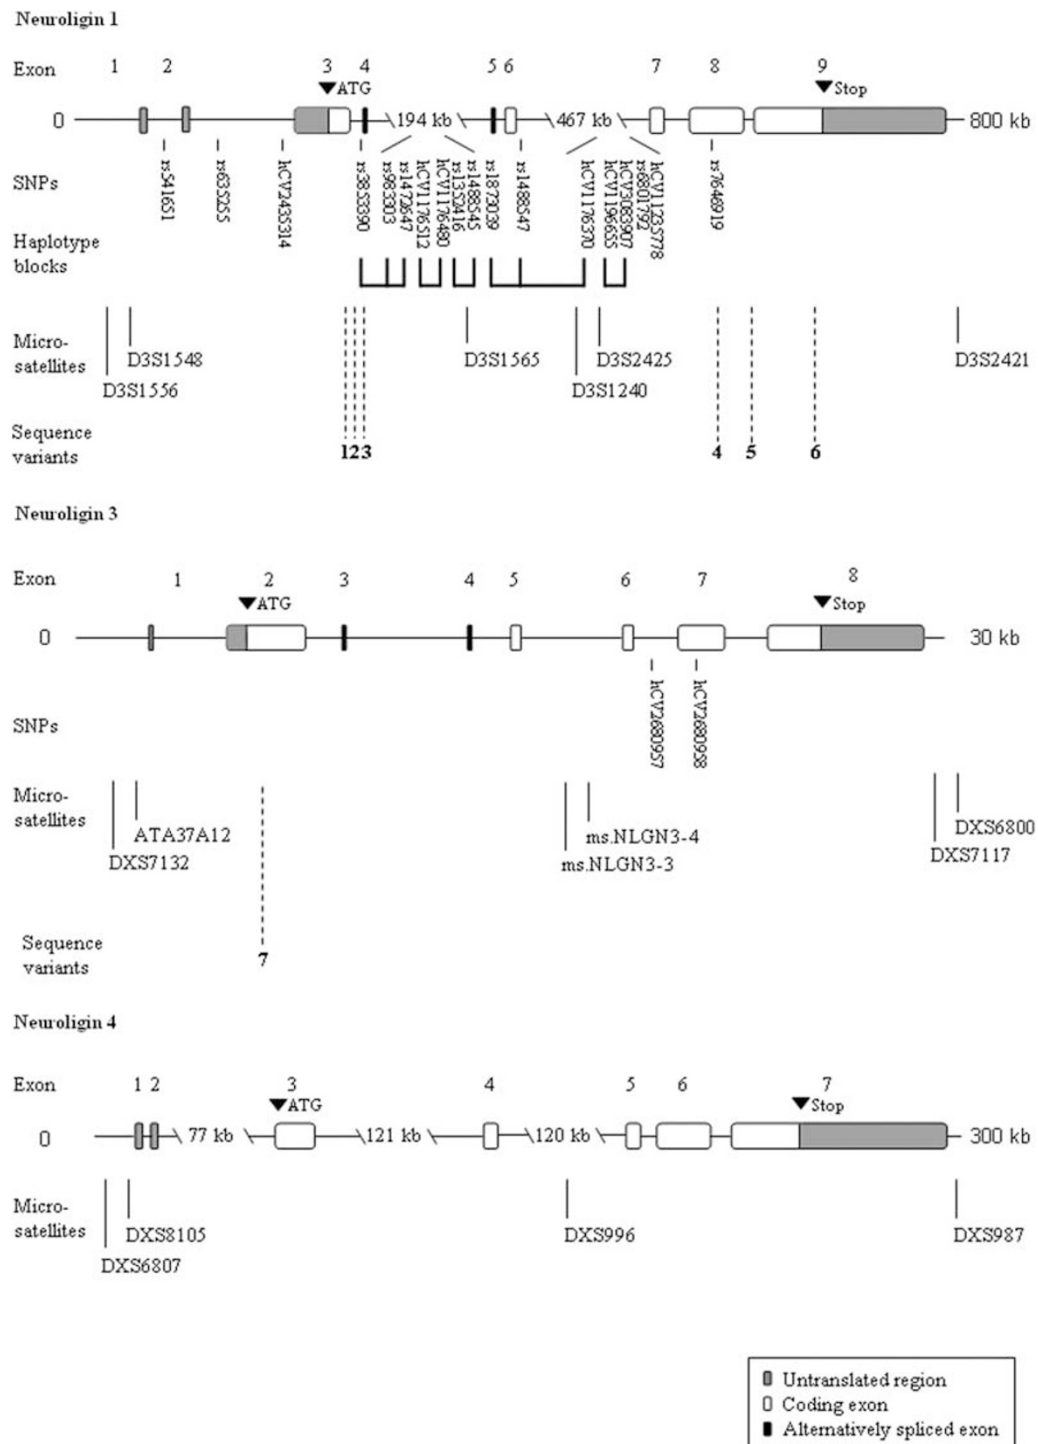 Neuroligin 1
Exon 1 2 3 4 5 6 7 8 9
ATG Stop
0 194 kb 467 kb 800 kb
SNPs
rs541651
rs635255
hCV2435314
rs3853390
rs983303
rs1472647
hCV1176512
hCV1176480
rs1352416
rs1488545
rs1873039
rs1488547
hCV1176370
hCV1196655
hCV3083907
rs6801792
hCV11235778
rs7646919
Haplotype
blocks
Micro-
satellites
D3S1548 D3S1565 D3S2425 D3S2421
D3S1556 D3S1240
Sequence
variants
1 2 3 4 5 6
Neuroligin 3
Exon 1 2 3 4 5 6 7 8
ATG Stop
0 30 kb
hCV2680957
hCV2680958
SNPs
Micro-
satellites
ATA37A12 ms.NLGN3-4 DXS6800
DXS7132 ms.NLGN3-3 DXS7117
Sequence
variants
7
Neuroligin 4
Exon 1 2 3 4 5 6 7
ATG Stop
0 77 kb 121 kb 120 kb 300 kb
Micro-
satellites
DXS8105 DXS996 DXS987
DXS6807
Untranslated region
Coding exon
Alternatively spliced exon